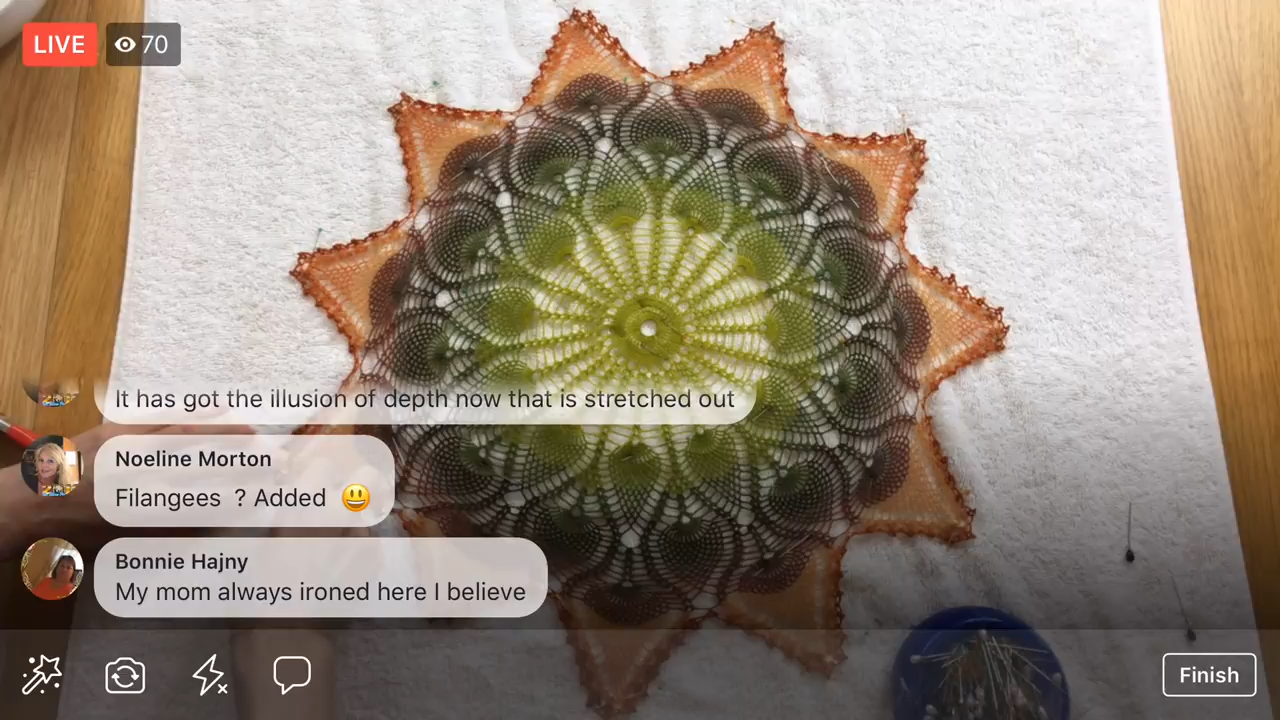 LIVE 70
It has got the illusion of depth now that is stretched out
Noeline Morton
Filangees ? Added 😃
Bonnie Hajny
My mom always ironed here I believe
Finish